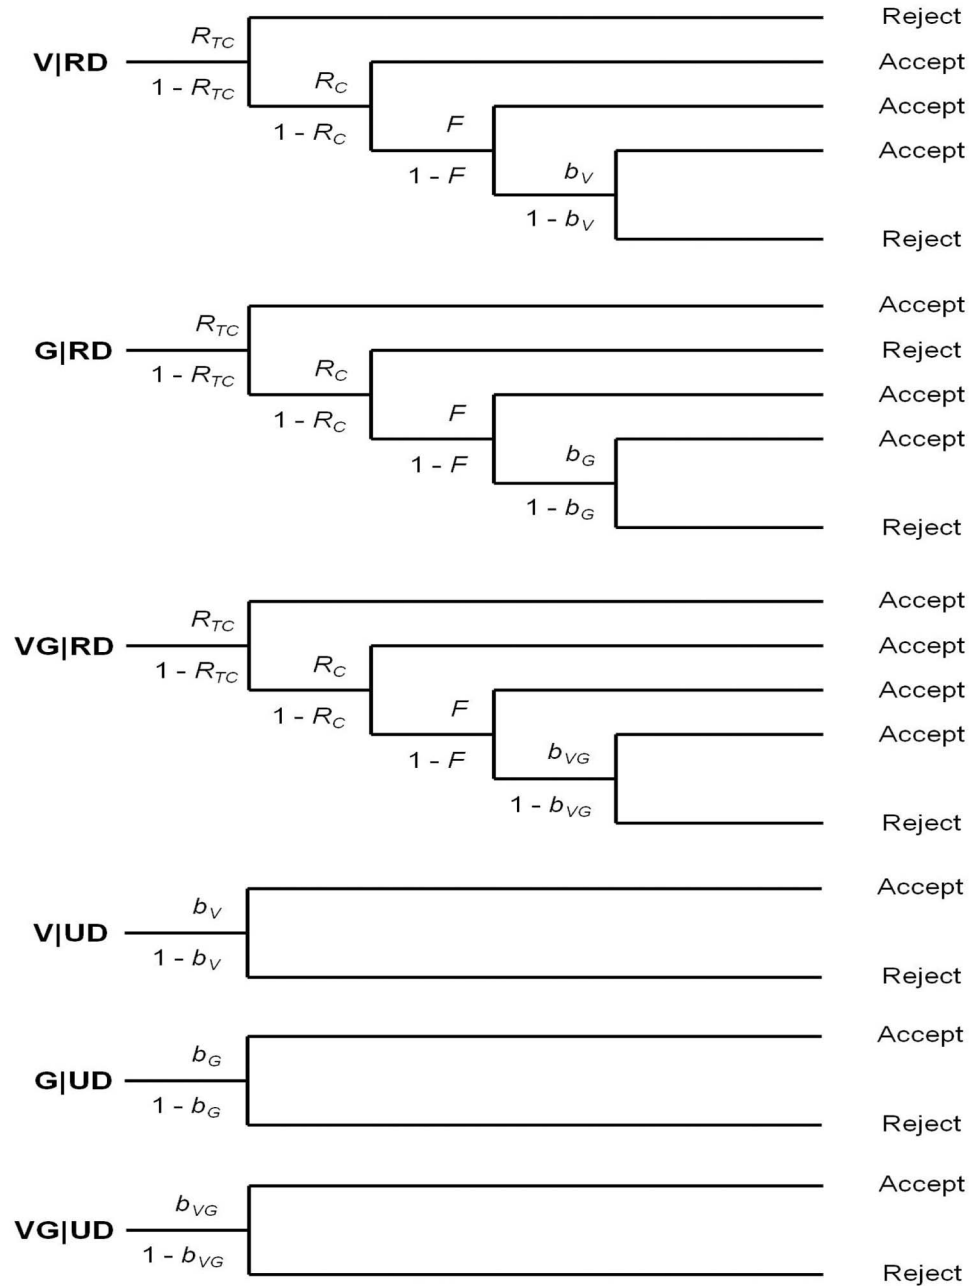 Reject
R_TC
V|RD
Accept
1 - R_TC
R_C
Accept
1 - R_C
F
Accept
1 - F
b_V
1 - b_V
Reject
Accept
R_TC
G|RD
Reject
1 - R_TC
R_C
Accept
1 - R_C
F
Accept
1 - F
b_G
1 - b_G
Reject
Accept
R_TC
VG|RD
Accept
1 - R_TC
R_C
Accept
1 - R_C
F
Accept
1 - F
b_VG
1 - b_VG
Reject
Accept
b_V
V|UD
1 - b_V
Reject
Accept
b_G
G|UD
1 - b_G
Reject
Accept
b_VG
VG|UD
1 - b_VG
Reject